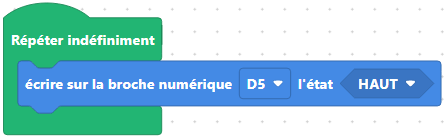 Répéter indéfiniment
écrire sur la broche numérique D5 l'état HAUT